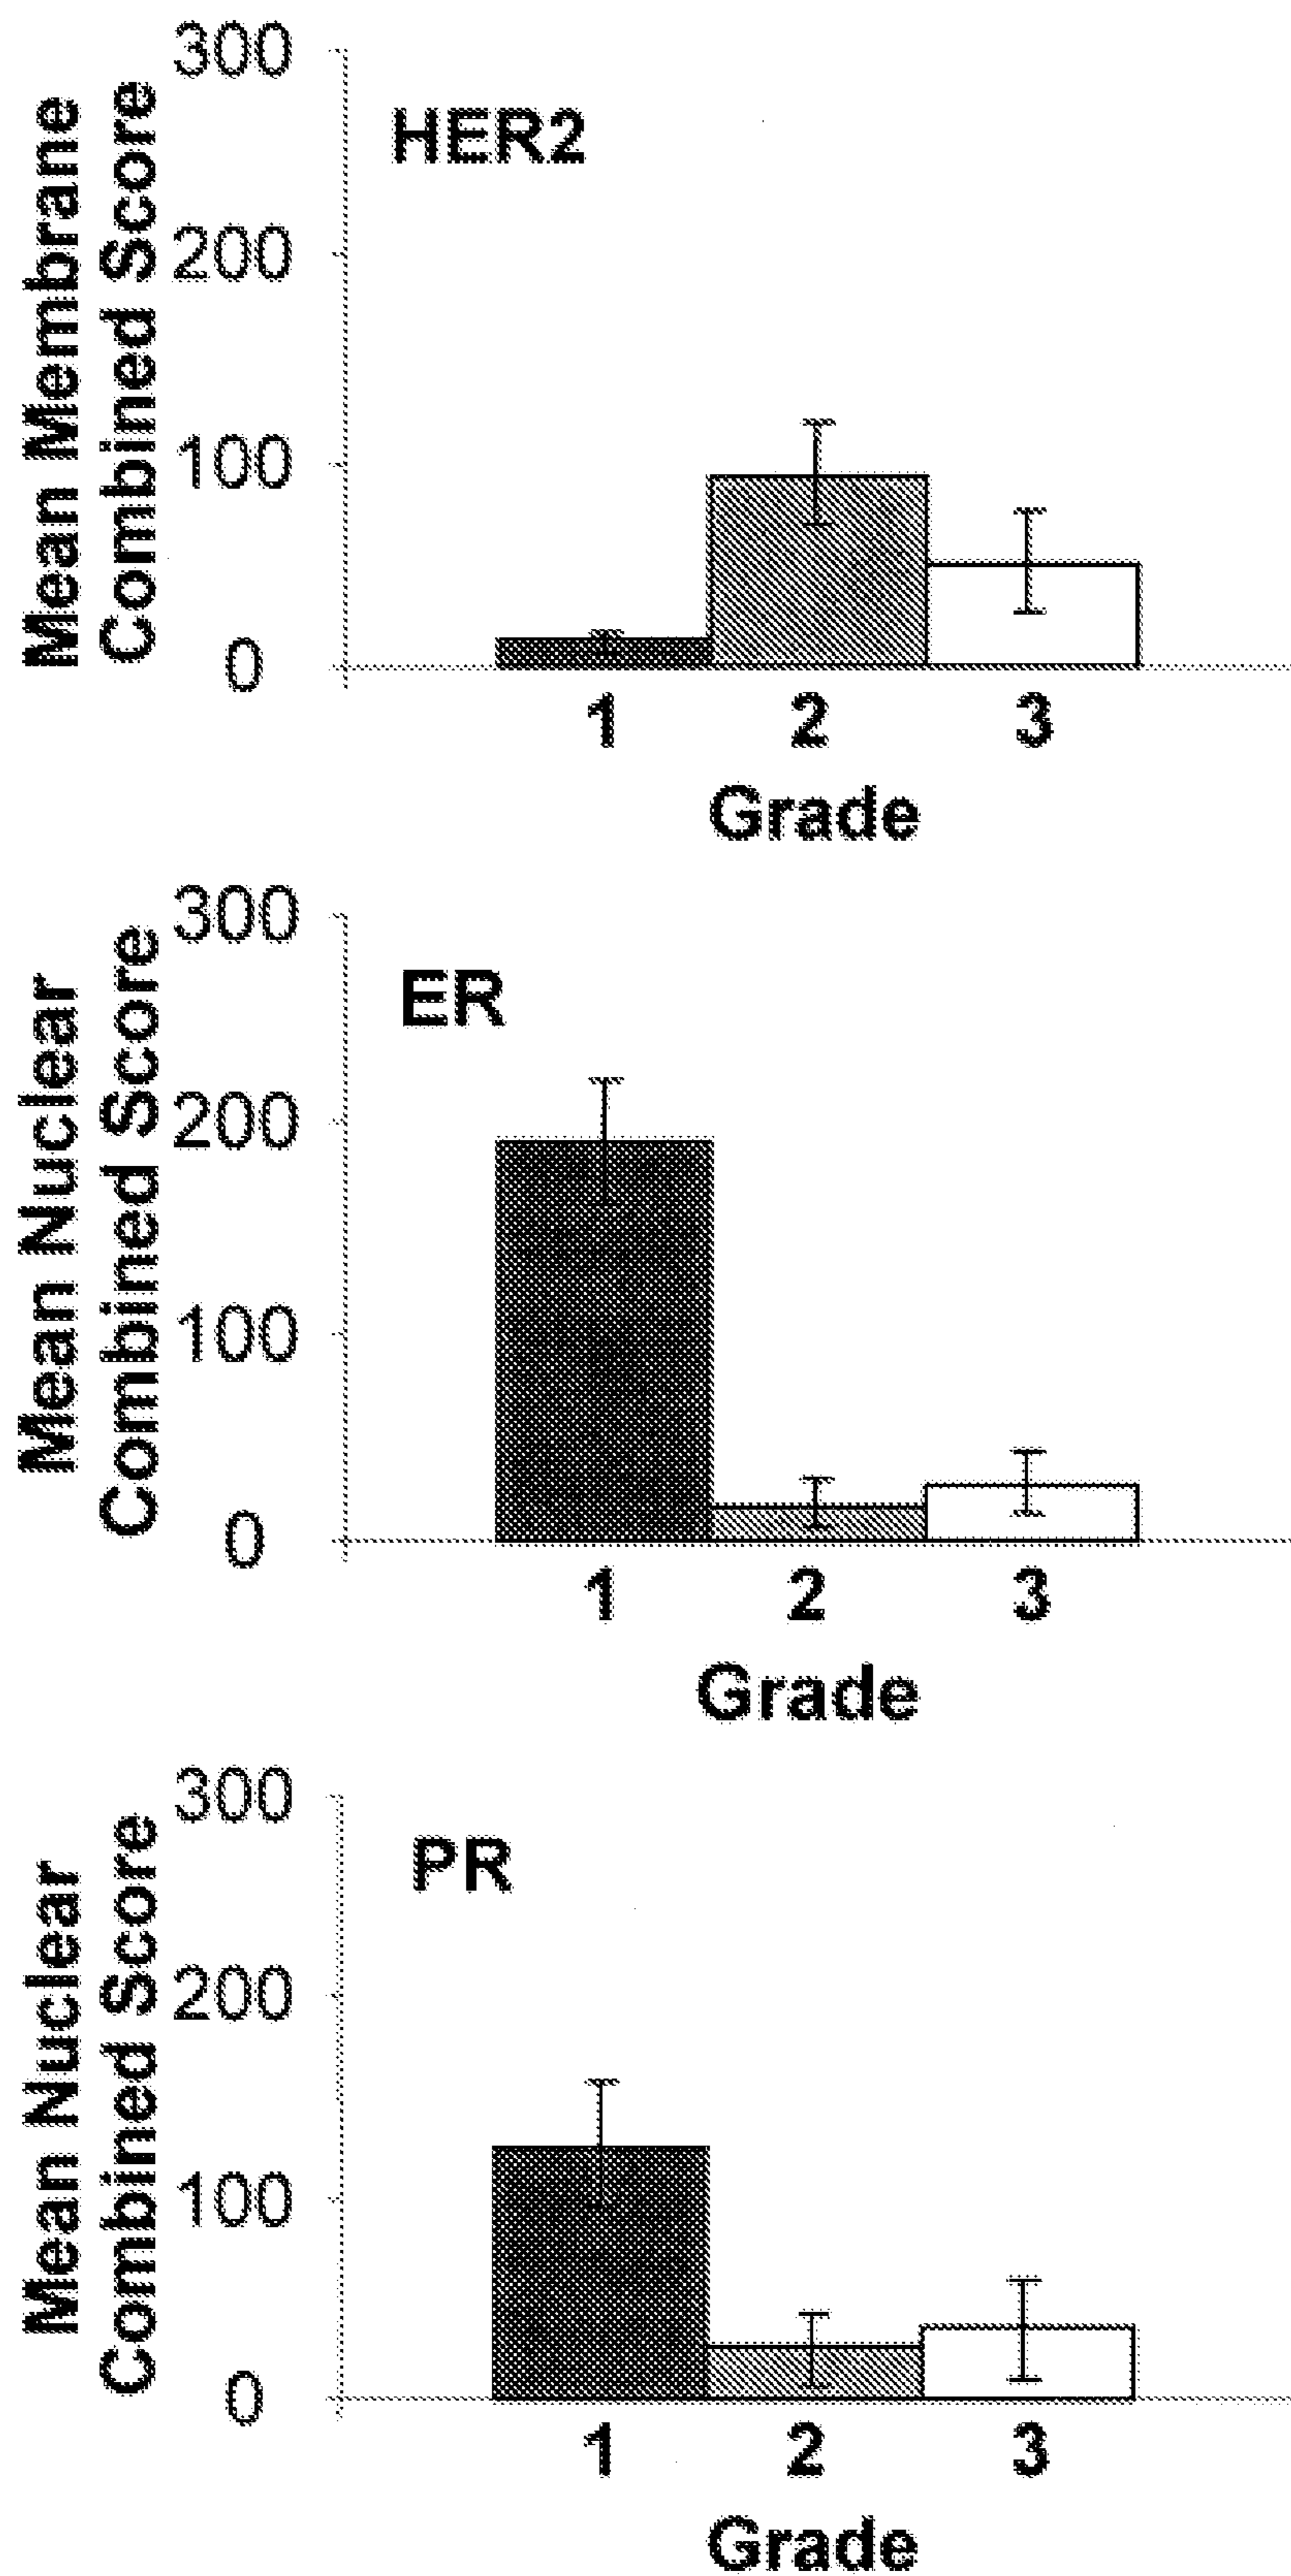 Mean Membrane
Combined Score
300
200
100
0
HER2
1 2 3
Grade
Mean Nuclear
Combined Score
300
200
100
0
ER
1 2 3
Grade
Mean Nuclear
Combined Score
300
200
100
0
PR
1 2 3
Grade